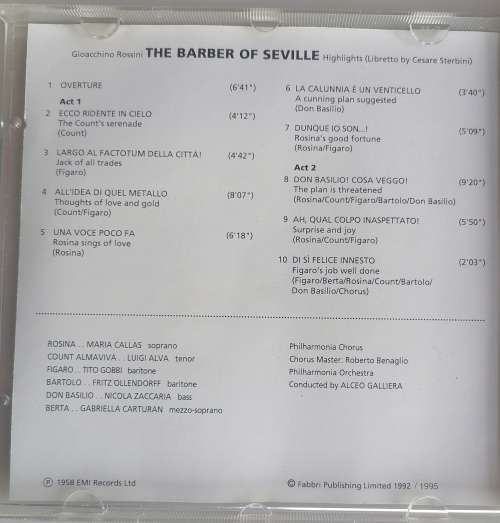 Gioacchino Rossini THE BARBER OF SEVILLE Highlights (Libretto by Cesare Sterbini)
1 OVERTURE (6'41")
Act 1
2 ECCO RIDENTE IN CIELO (4'12")
The Count's serenade
(Count)
3 LARGO AL FACTOTUM DELLA CITTÁ! (4'42")
Jack of all trades
(Figaro)
4 ALL'IDEA DI QUEL METALLO (8'07")
Thoughts of love and gold
(Count/Figaro)
5 UNA VOCE POCO FA (6'18")
Rosina sings of love
(Rosina)
6 LA CALUNNIA È UN VENTICELLO (3'40")
A cunning plan suggested
(Don Basilio)
7 DUNQUE IO SON...! (5'09")
Rosina's good fortune
(Rosina/Figaro)
Act 2
8 DON BASILIO! COSA VEGGO! (9'20")
The plan is threatened
(Rosina/Count/Figaro/Bartolo/Don Basilio)
9 AH, QUAL COLPO INASPETTATO! (5'50")
Surprise and joy
(Rosina/Count/Figaro)
10 DI SÌ FELICE INNESTO (2'03")
Figaro's job well done
(Figaro/Berta/Rosina/Count/Bartolo/
Don Basilio/Chorus)
ROSINA . . MARIA CALLAS soprano
COUNT ALMAVIVA . . LUIGI ALVA tenor
FIGARO . . TITO GOBBI baritone
BARTOLO . . FRITZ OLLENDORFF baritone
DON BASILIO . . NICOLA ZACCARIA bass
BERTA . . GABRIELLA CARTURAN mezzo-soprano
Philharmonia Chorus
Chorus Master: Roberto Benaglio
Philharmonia Orchestra
Conducted by ALCEO GALLIERA
℗ 1958 EMI Records Ltd
© Fabbri Publishing Limited 1992 / 1995